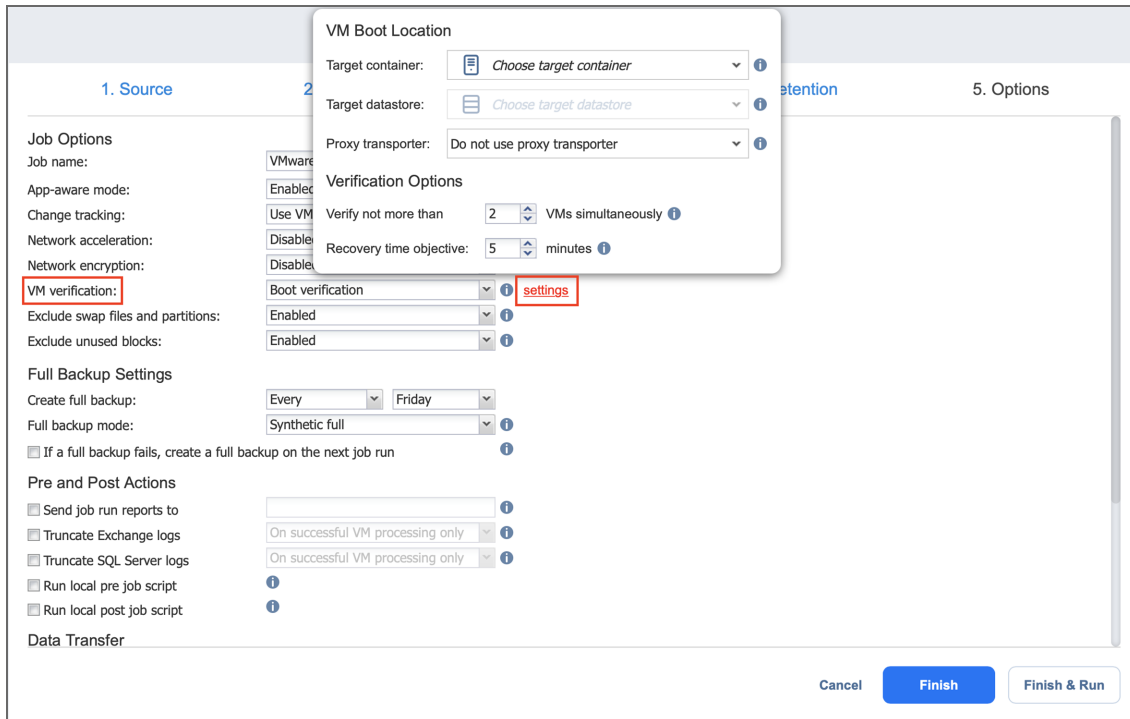 VM Boot Location
Target container: Choose target container
Target datastore: Choose target datastore
Proxy transporter: Do not use proxy transporter
Verification Options
Verify not more than 2 VMs simultaneously
Recovery time objective: 5 minutes
1. Source 2 etention 5. Options
Job Options
Job name: VMware
App-aware mode: Enabled
Change tracking: Use VM
Network acceleration: Disable
Network encryption: Disable
VM verification: Boot verification settings
Exclude swap files and partitions: Enabled
Exclude unused blocks: Enabled
Full Backup Settings
Create full backup: Every Friday
Full backup mode: Synthetic full
If a full backup fails, create a full backup on the next job run
Pre and Post Actions
Send job run reports to
Truncate Exchange logs On successful VM processing only
Truncate SQL Server logs On successful VM processing only
Run local pre job script
Run local post job script
Data Transfer
Cancel Finish Finish & Run